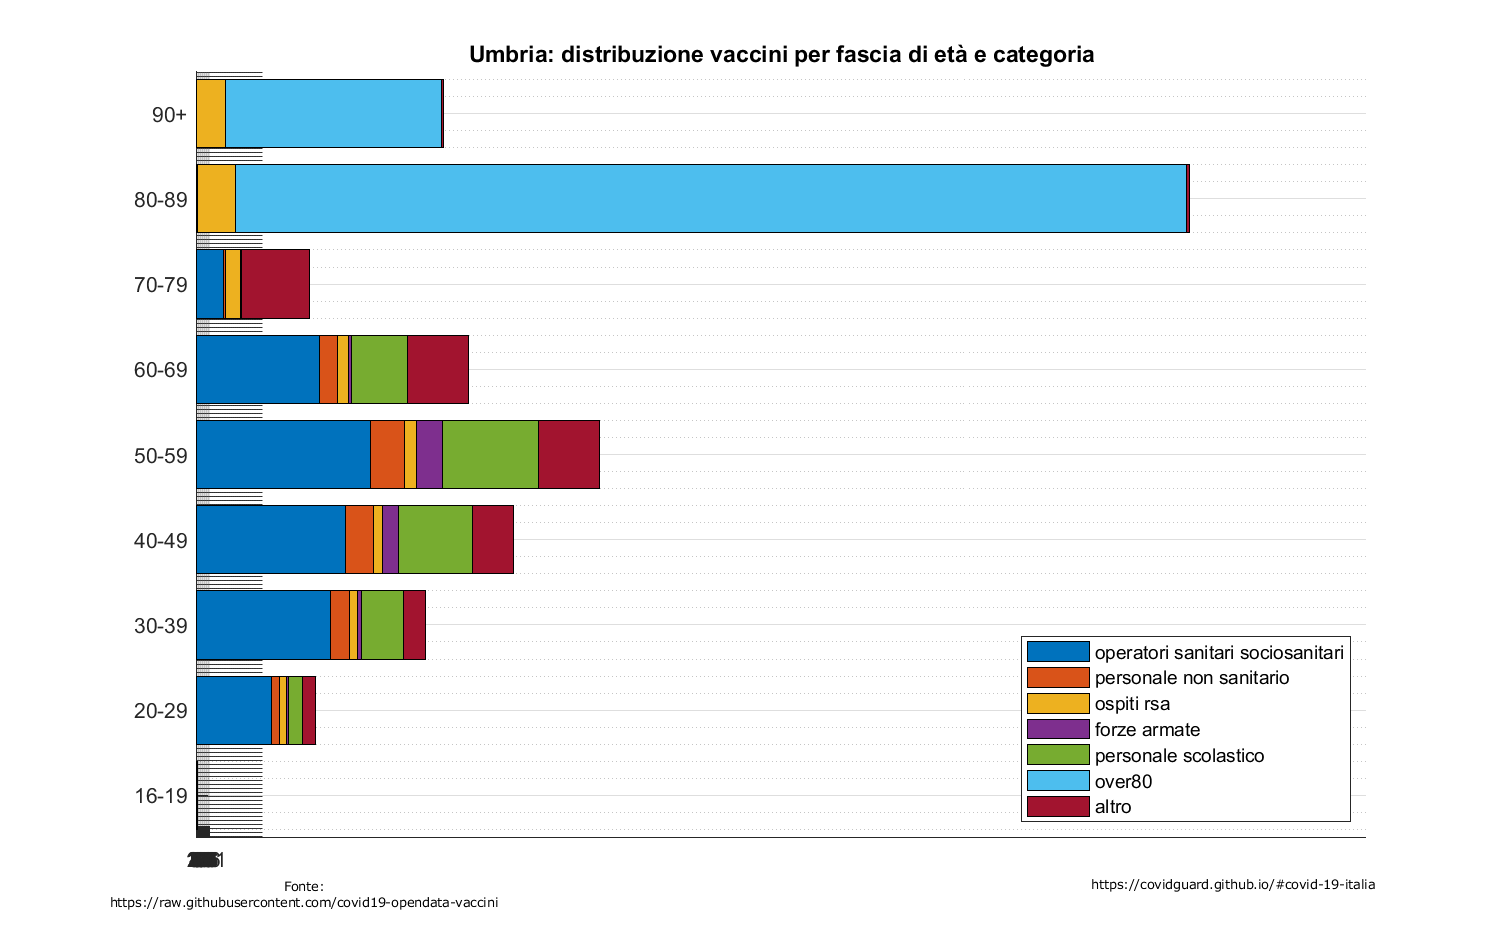 Umbria: distribuzione vaccini per fascia di età e categoria
90+
80-89
70-79
60-69
50-59
40-49
30-39
20-29
16-19
operatori sanitari sociosanitari
personale non sanitario
ospiti rsa
forze armate
personale scolastico
over80
altro
Fonte:
https://raw.githubusercontent.com/covid19-opendata-vaccini
https://covidguard.github.io/#covid-19-italia